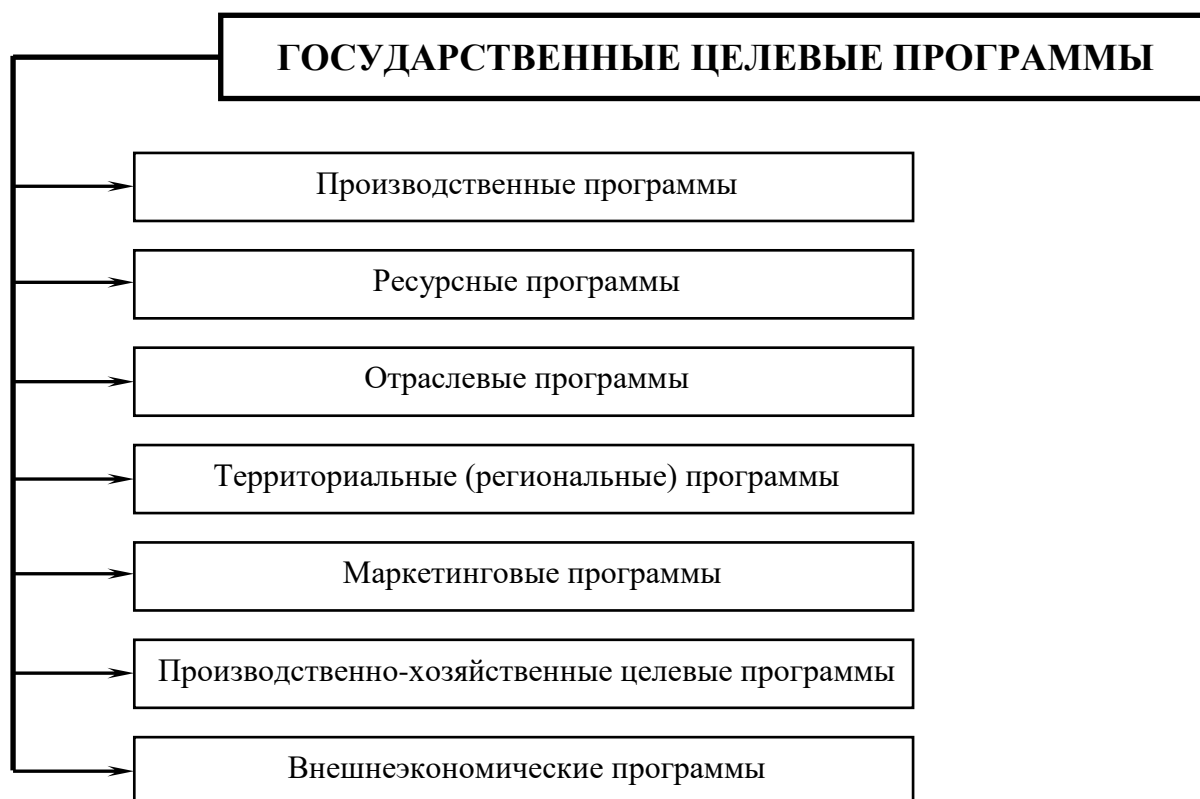 ГОСУДАРСТВЕННЫЕ ЦЕЛЕВЫЕ ПРОГРАММЫ
Производственные программы
Ресурсные программы
Отраслевые программы
Территориальные (региональные) программы
Маркетинговые программы
Производственно-хозяйственные целевые программы
Внешнеэкономические программы